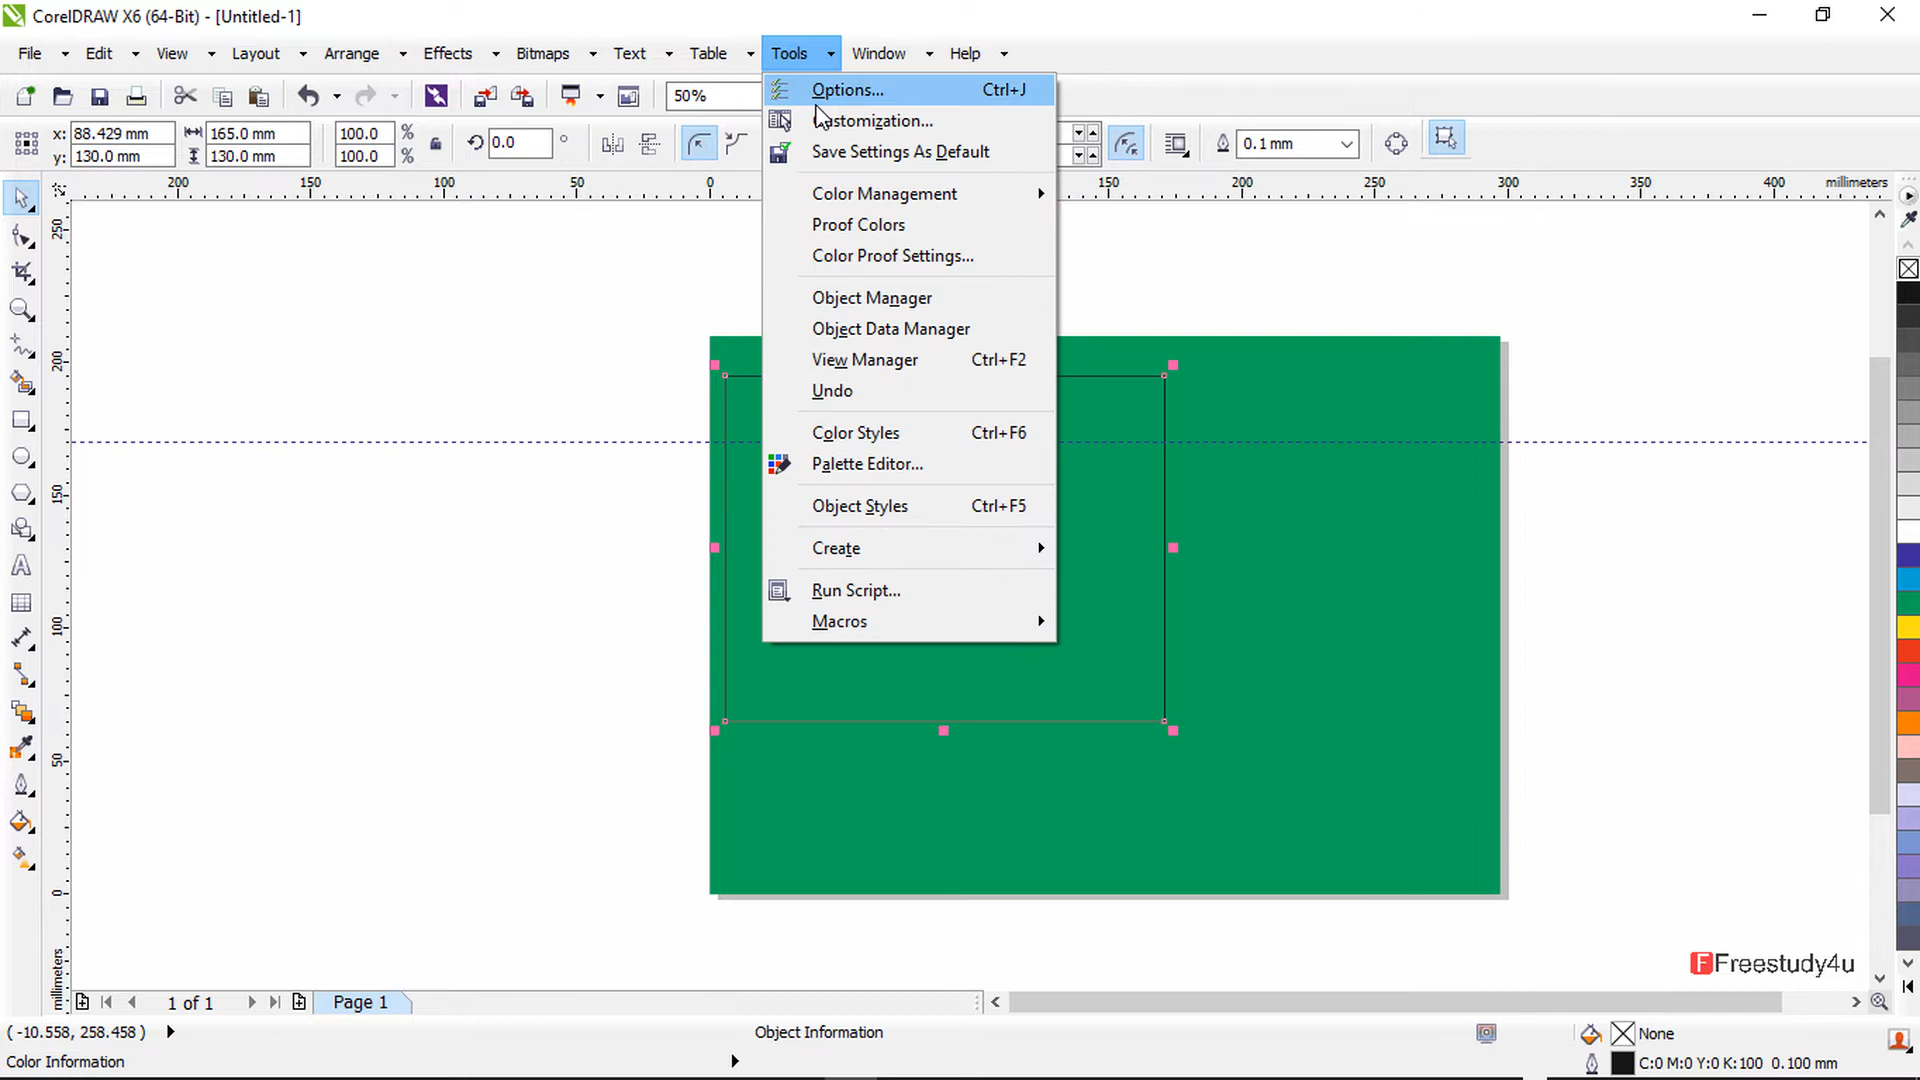 CorelDRAW X6 (64-Bit) - [Untitled-1]
File Edit View Layout Arrange Effects Bitmaps Text Table Tools Window Help
50%
x: 88.429 mm 165.0 mm 100.0 % 0.0 ° 0.1 mm
y: 130.0 mm 130.0 mm 100.0 %
Options... Ctrl+J
ustomization...
Save Settings As Default
Color Management
Proof Colors
Color Proof Settings...
Object Manager
Object Data Manager
View Manager Ctrl+F2
Undo
Color Styles Ctrl+F6
Palette Editor...
Object Styles Ctrl+F5
Create
Run Script...
Macros
200 150 100 50 0 150 200 250 300 350 400 millimeters
250
200
150
100
50
0
millimeters
Freestudy4u
1 of 1 Page 1
( -10.558, 258.458 ) Object Information None
Color Information C:0 M:0 Y:0 K:100 0.100 mm